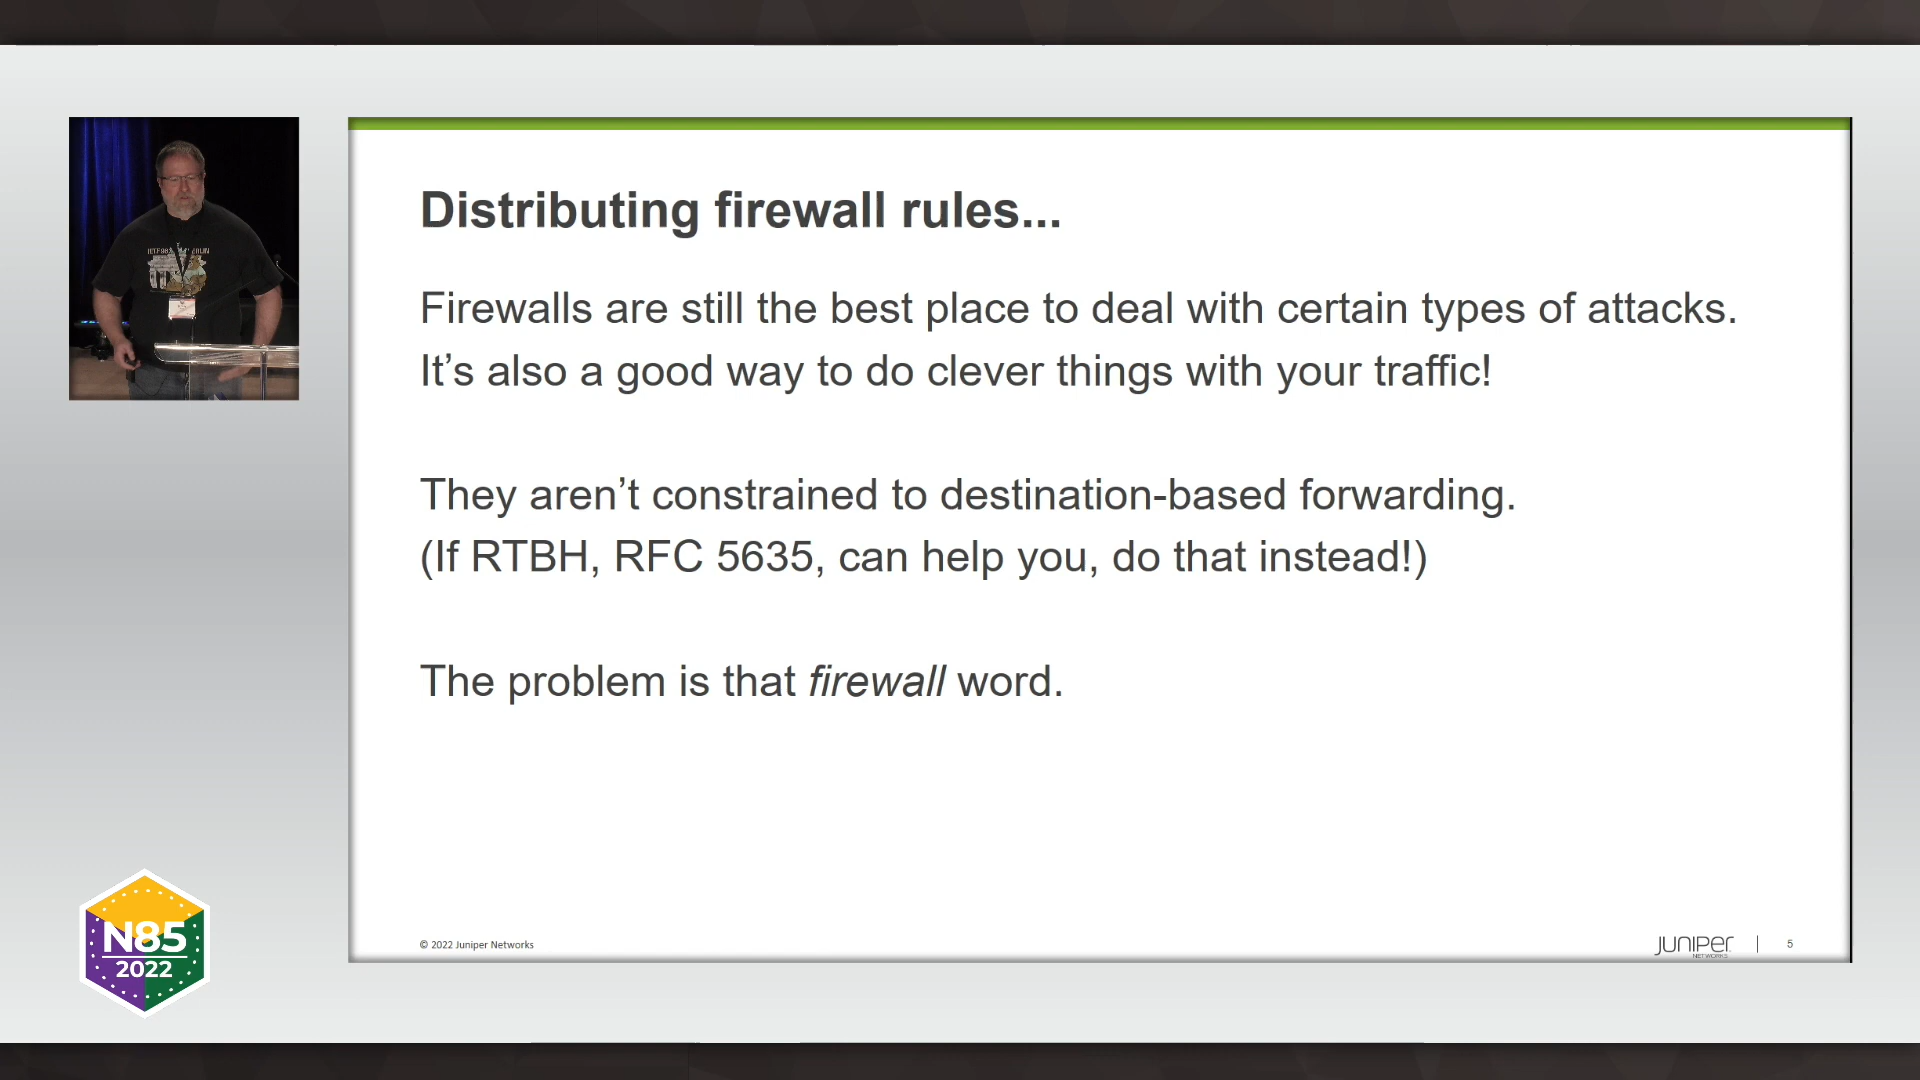 Distributing firewall rules...
Firewalls are still the best place to deal with certain types of attacks.
It’s also a good way to do clever things with your traffic!
They aren’t constrained to destination-based forwarding.
(If RTBH, RFC 5635, can help you, do that instead!)
The problem is that firewall word.
© 2022 Juniper Networks
JUNIPER
NETWORKS
5
N85
2022